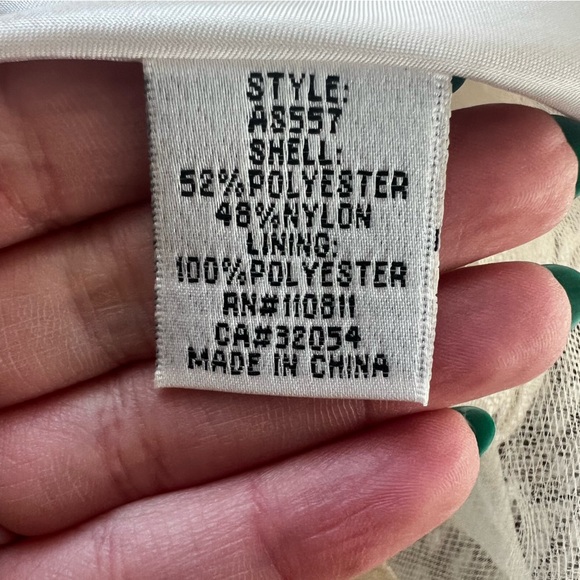 STYLE:
A8557
SHELL:
52%POLYESTER
48%NYLON
LINING:
100%POLYESTER
RN#110811
CA#32054
MADE IN CHINA